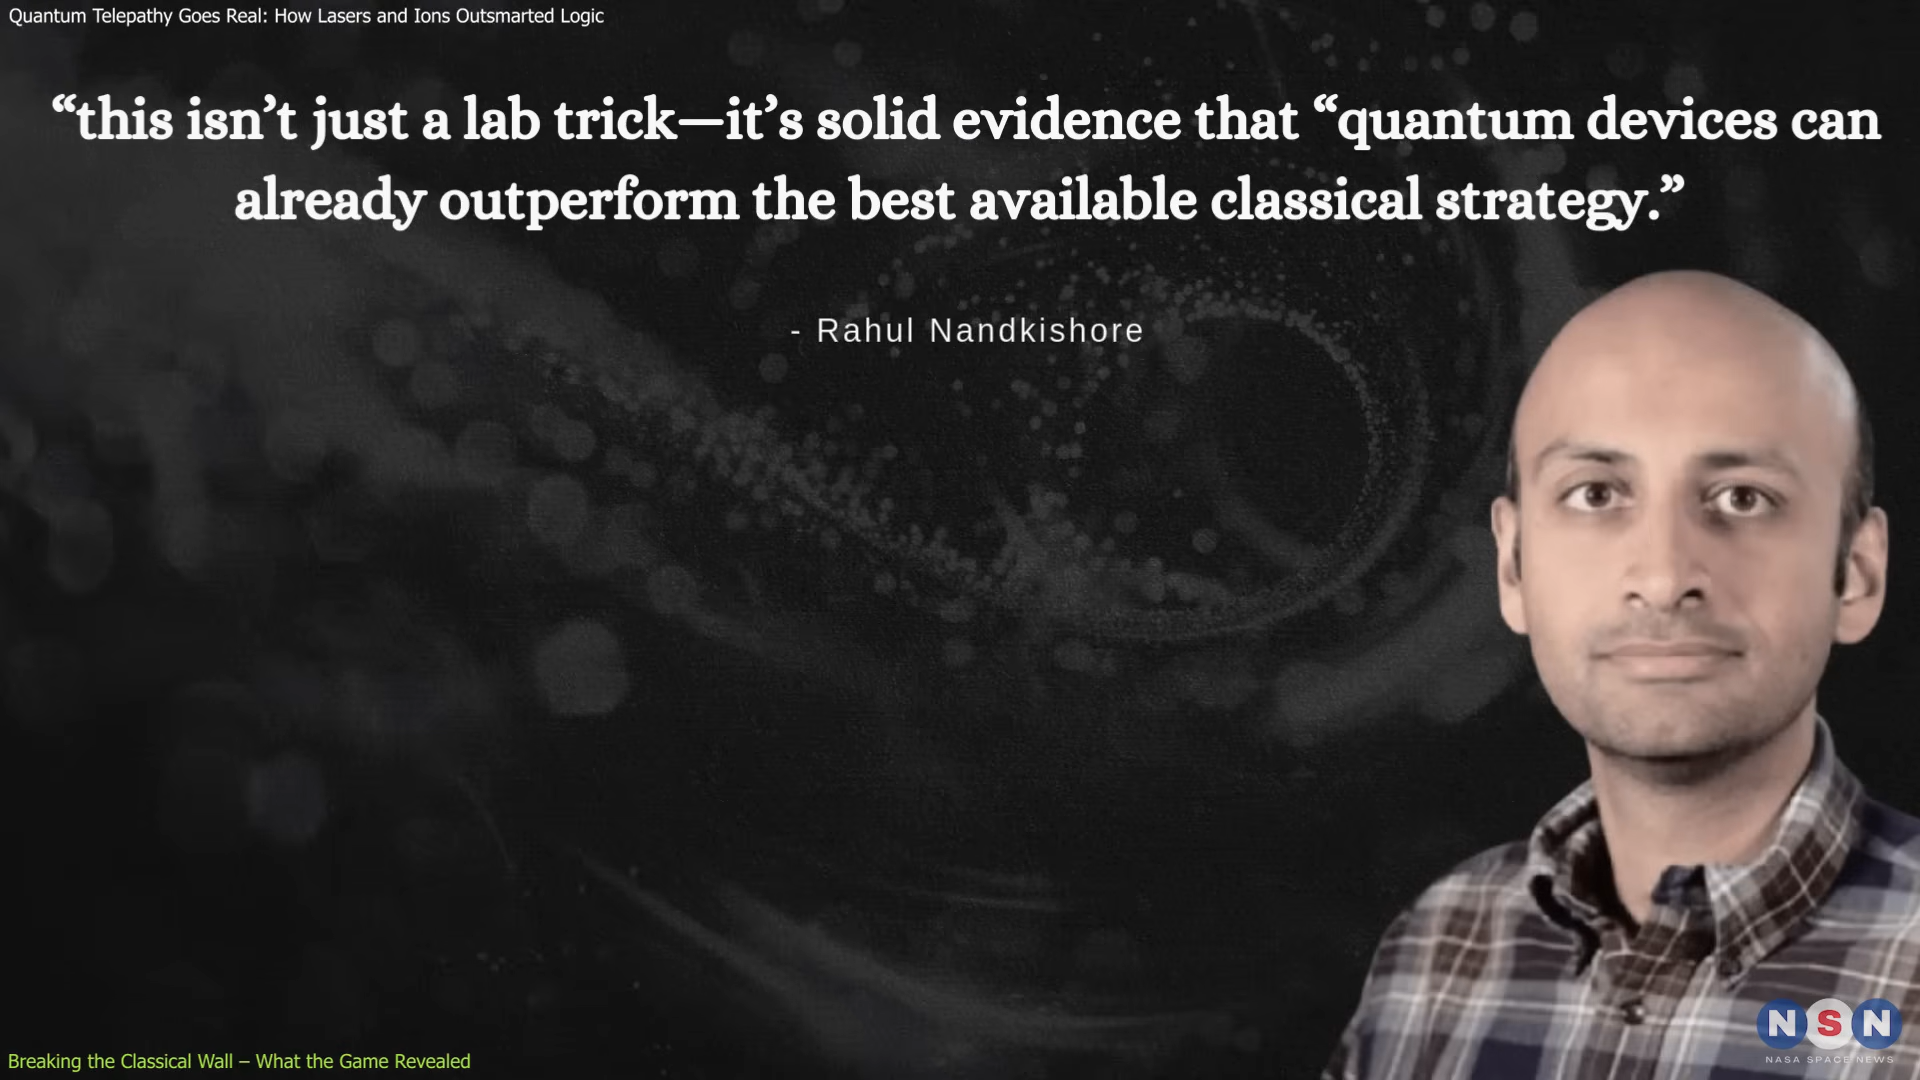 Quantum Telepathy Goes Real: How Lasers and Ions Outsmarted Logic
“this isn’t just a lab trick—it’s solid evidence that “quantum devices can
already outperform the best available classical strategy.”
- Rahul Nandkishore
NSN
NASA SPACE NEWS
Breaking the Classical Wall – What the Game Revealed